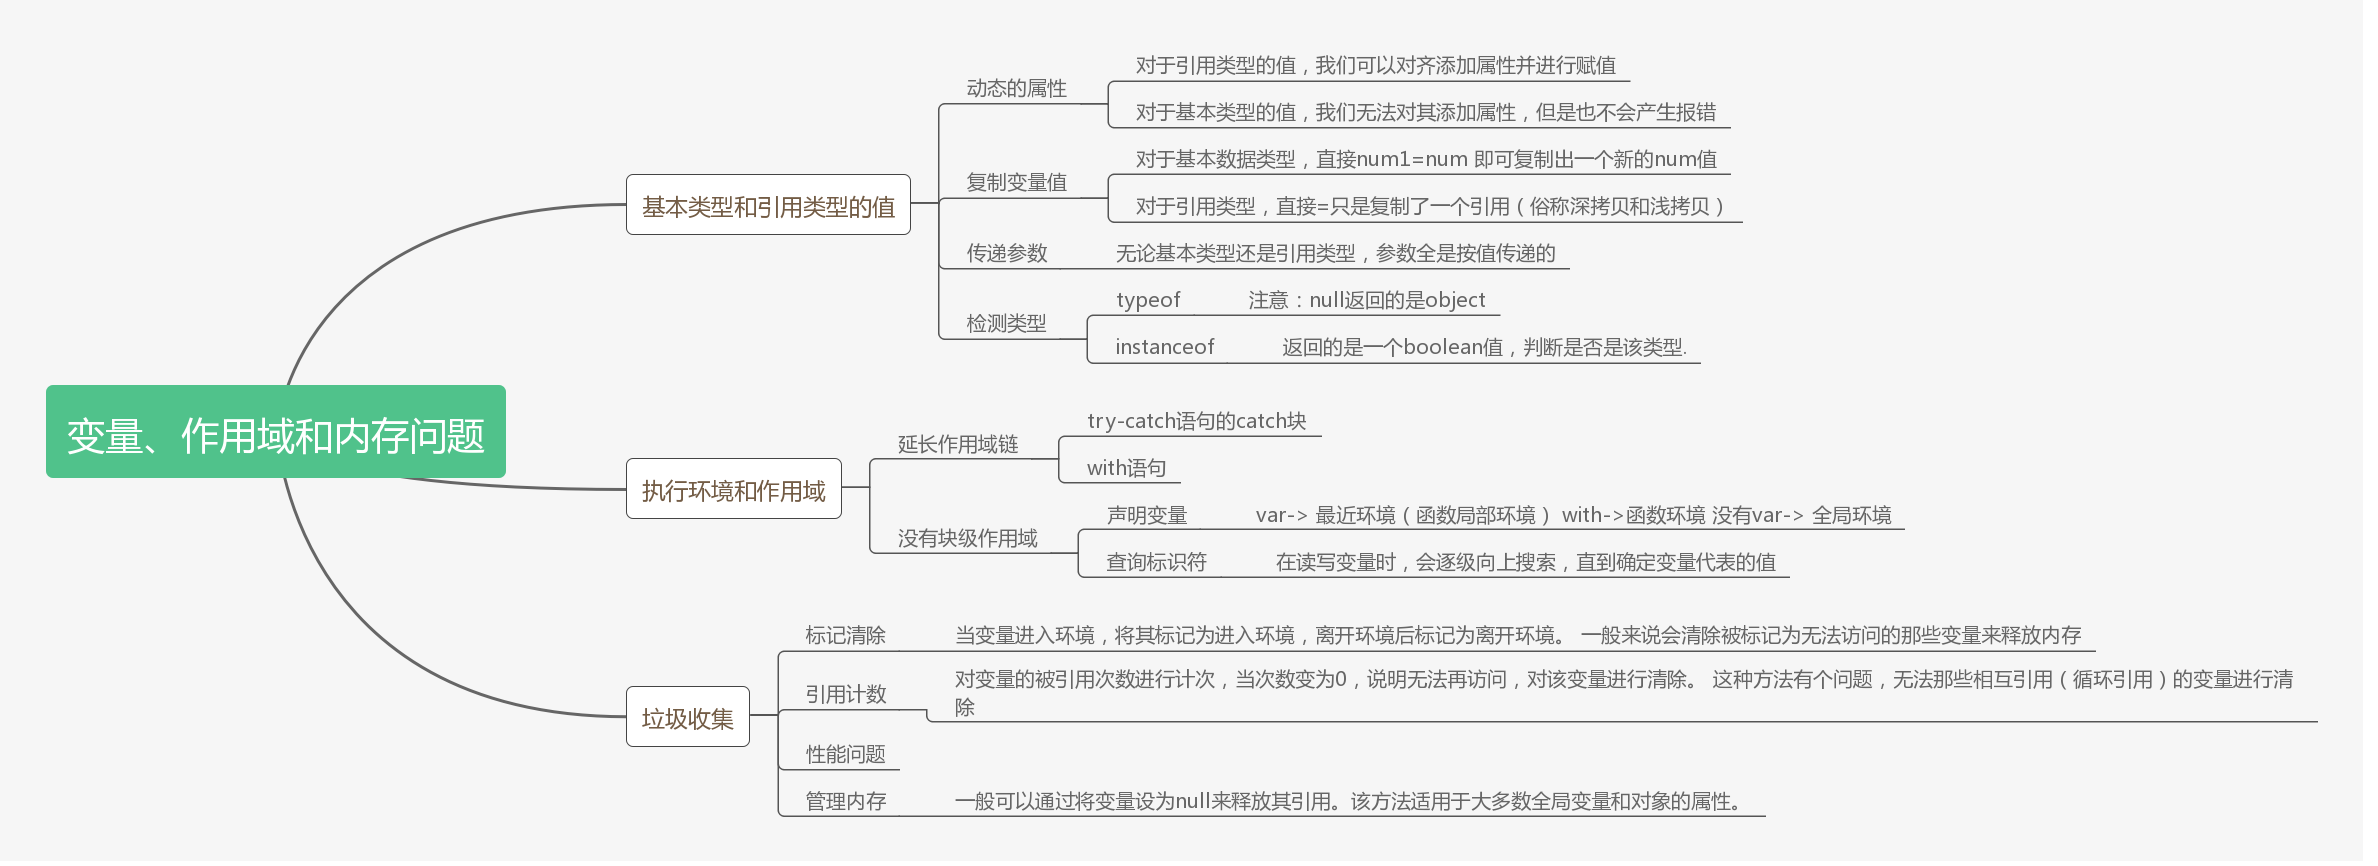 变量、作用域和内存问题
基本类型和引用类型的值
动态的属性
对于引用类型的值，我们可以对齐添加属性并进行赋值
对于基本类型的值，我们无法对其添加属性，但是也不会产生报错
复制变量值
对于基本数据类型，直接num1=num 即可复制出一个新的num值
对于引用类型，直接=只是复制了一个引用（俗称深拷贝和浅拷贝）
传递参数
无论基本类型还是引用类型，参数全是按值传递的
检测类型
typeof
注意：null返回的是object
instanceof
返回的是一个boolean值，判断是否是该类型.
执行环境和作用域
延长作用域链
try-catch语句的catch块
with语句
没有块级作用域
声明变量
var-> 最近环境（函数局部环境） with->函数环境 没有var-> 全局环境
查询标识符
在读写变量时，会逐级向上搜索，直到确定变量代表的值
垃圾收集
标记清除
当变量进入环境，将其标记为进入环境，离开环境后标记为离开环境。 一般来说会清除被标记为无法访问的那些变量来释放内存
引用计数
对变量的被引用次数进行计次，当次数变为0，说明无法再访问，对该变量进行清除。 这种方法有个问题，无法那些相互引用（循环引用）的变量进行清
除
性能问题
管理内存
一般可以通过将变量设为null来释放其引用。该方法适用于大多数全局变量和对象的属性。